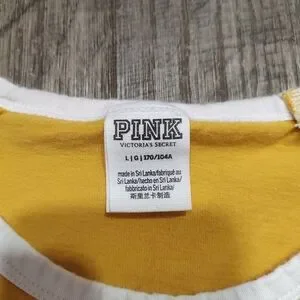 PINK
VICTORIA'S SECRET
L | G | 170/104A
made in Sri Lanka/fabriqué au
Sri Lanka/hecho en Sri Lanka/
fabbricato in Sri Lanka
斯里兰卡制造